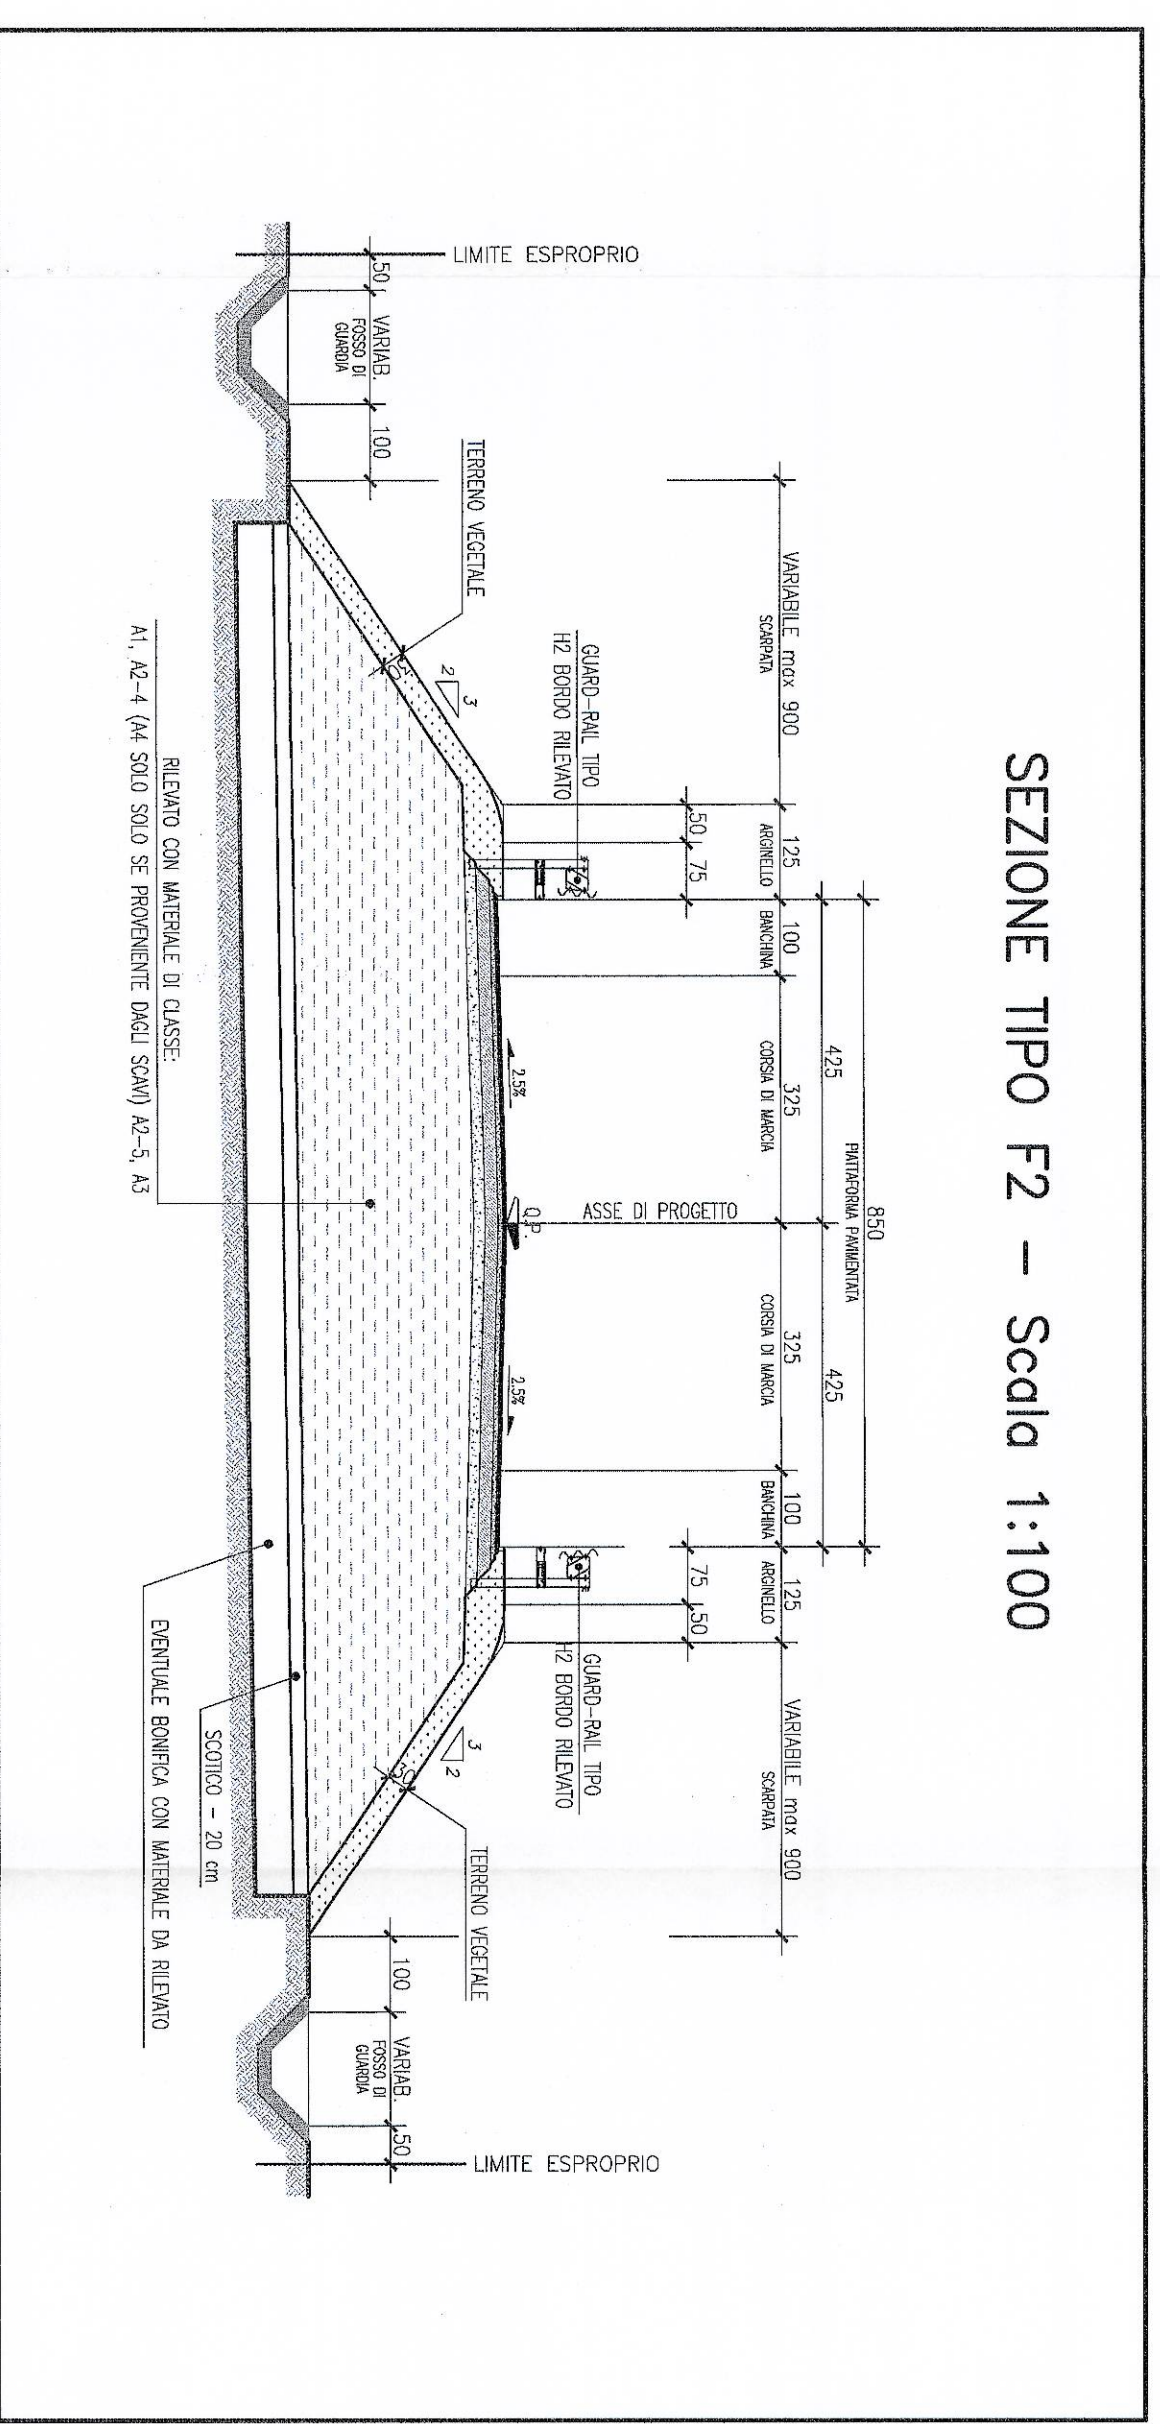 SEZIONE TIPO F2 – Scala 1:100
850
PIATTAFORMA PAVIMENTATA
425
425
VARIABILE max 900
125
100
325
325
100
125
VARIABILE max 900
SCARPATA
ARGINELLO
BANCHINA
CORSIA DI MARCIA
CORSIA DI MARCIA
BANCHINA
ARGINELLO
SCARPATA
50
75
75
50
ASSE DI PROGETTO
GUARD-RAIL TIPO
H2 BORDO RILEVATO
GUARD-RAIL TIPO
H2 BORDO RILEVATO
LIMITE ESPROPRIO
LIMITE ESPROPRIO
Q.P.
2.5%
2.5%
TERRENO VEGETALE
TERRENO VEGETALE
3
2
3
2
30
50
VARIAB.
100
FOSSO DI
GUARDIA
100
VARIAB.
50
FOSSO DI
GUARDIA
RILEVATO CON MATERIALE DI CLASSE:
A1, A2-4 (A4 SOLO SOLO SE PROVENIENTE DAGLI SCAVI) A2-5, A3
SCOTICO - 20 cm
EVENTUALE BONIFICA CON MATERIALE DA RILEVATO